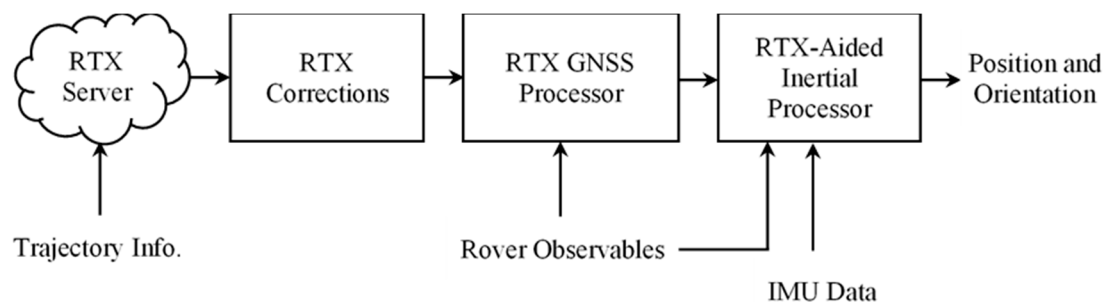 RTX
Server
RTX
Corrections
RTX GNSS
Processor
RTX-Aided
Inertial
Processor
Position and
Orientation
Trajectory Info.
Rover Observables
IMU Data